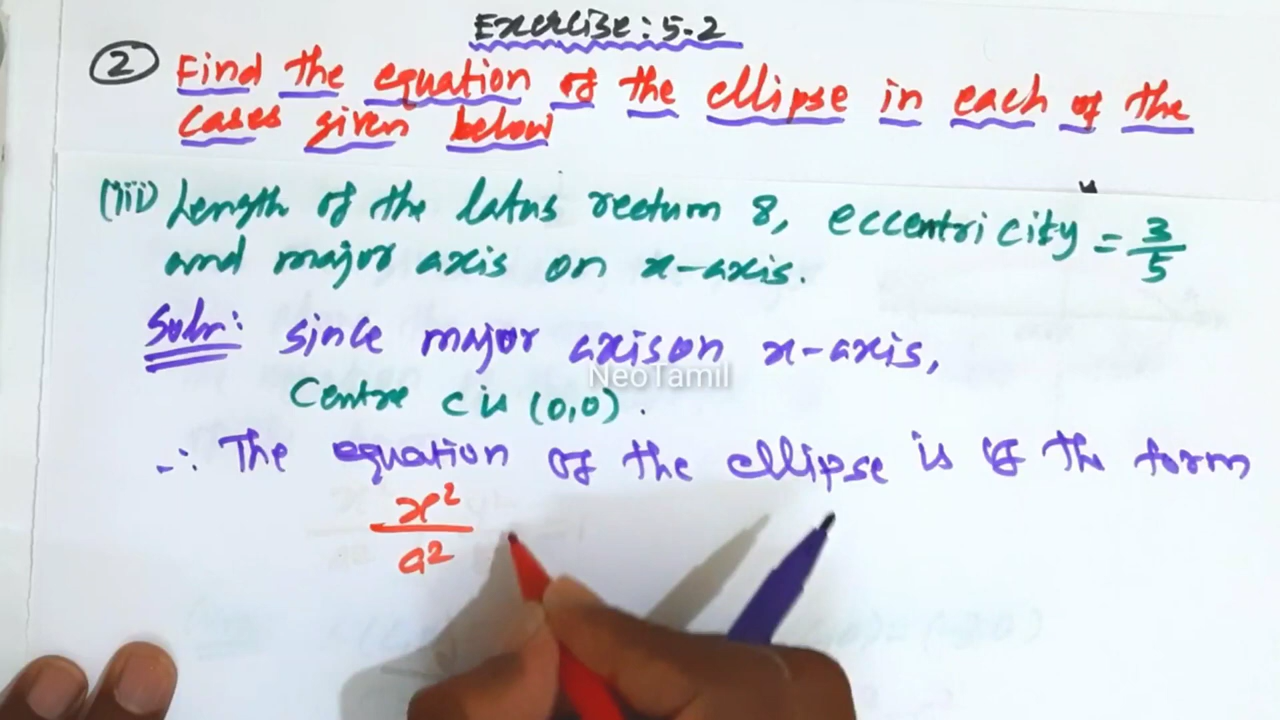 Exercise: 5.2
② Find the equation of the ellipse in each of the
cases given below
(iii) Length of the latus rectum 8, eccentricity = 3/5
and major axis on x-axis.
Soln: Since major axis on x-axis,
NeoTamil
Centre C is (0,0).
∴ The equation of the ellipse is of the form
x²/a²